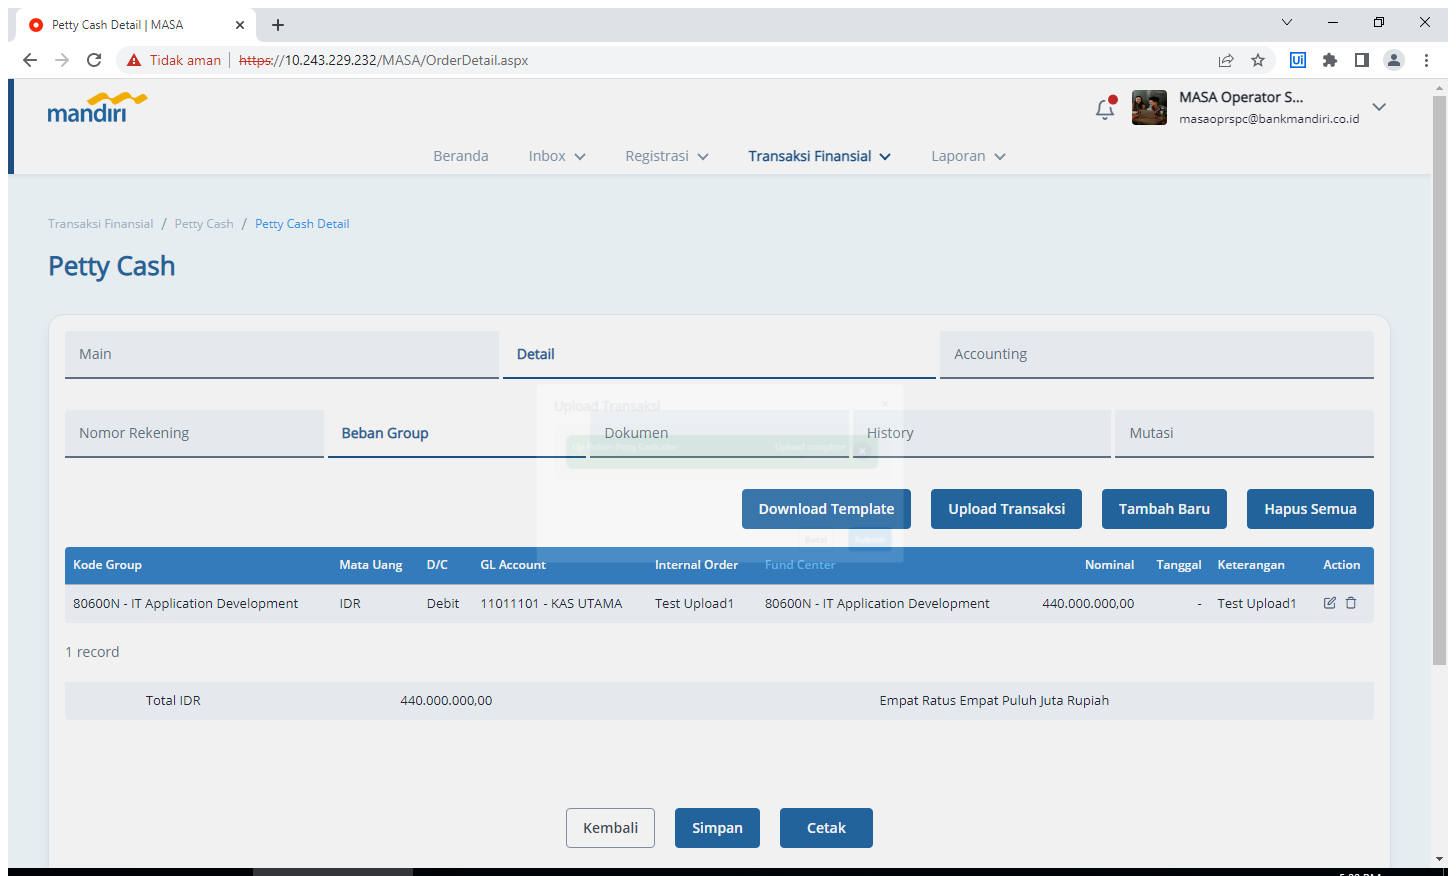 Petty Cash Detail | MASA
Tidak aman https://10.243.229.232/MASA/OrderDetail.aspx
mandiri
MASA Operator S...
masaoprspc@bankmandiri.co.id
Beranda Inbox Registrasi Transaksi Finansial Laporan
Transaksi Finansial / Petty Cash / Petty Cash Detail
Petty Cash
Main Detail Accounting
Upload Transaksi
Nomor Rekening Beban Group Dokumen History Mutasi
Upload complete
Download Template Upload Transaksi Tambah Baru Hapus Semua
Batal Submit
Kode Group Mata Uang D/C GL Account Internal Order Fund Center Nominal Tanggal Keterangan Action
80600N - IT Application Development IDR Debit 11011101 - KAS UTAMA Test Upload1 80600N - IT Application Development 440.000.000,00 - Test Upload1
1 record
Total IDR 440.000.000,00 Empat Ratus Empat Puluh Juta Rupiah
Kembali Simpan Cetak